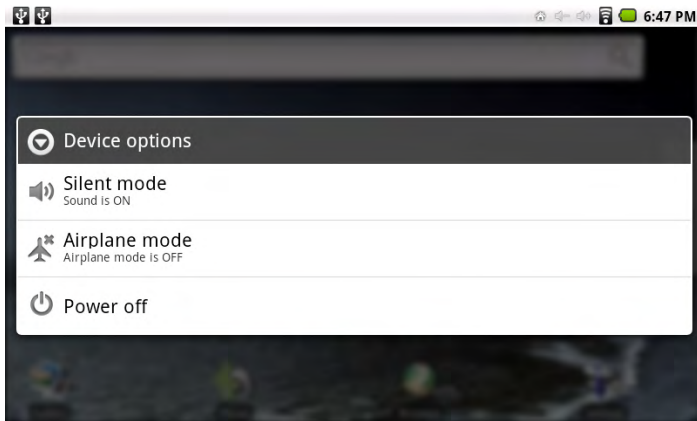 6:47 PM
Device options
Silent mode
Sound is ON
Airplane mode
Airplane mode is OFF
Power off